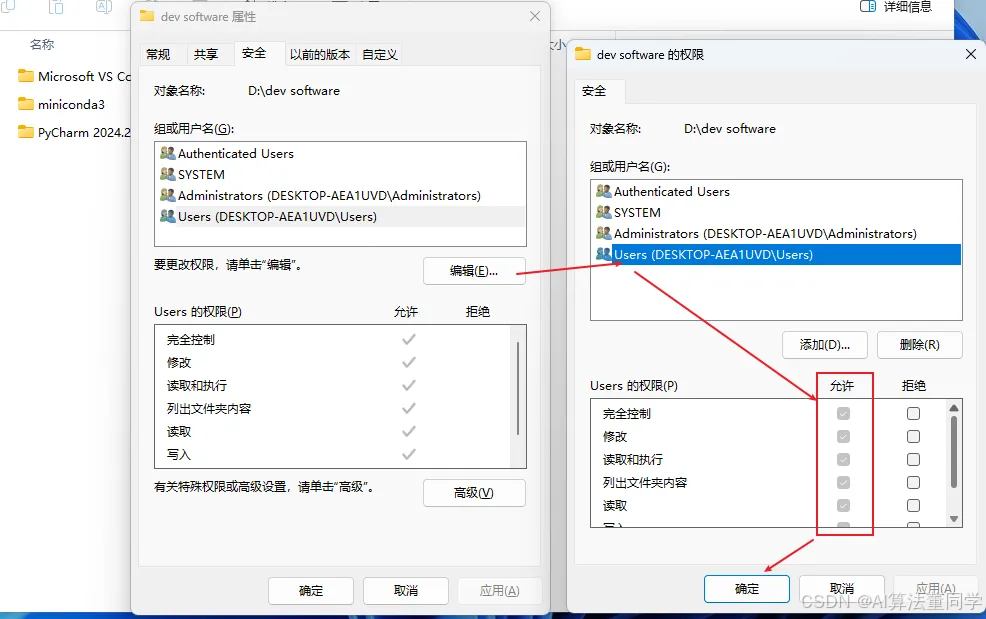 详细信息
名称
Microsoft VS Co
miniconda3
PyCharm 2024.2
大小
dev software 属性
常规
共享
安全
以前的版本
自定义
对象名称:
D:\dev software
组或用户名(G):
Authenticated Users
SYSTEM
Administrators (DESKTOP-AEA1UVD\Administrators)
Users (DESKTOP-AEA1UVD\Users)
要更改权限，请单击"编辑"。
编辑(E)...
Users 的权限(P)
允许
拒绝
完全控制
修改
读取和执行
列出文件夹内容
读取
写入
有关特殊权限或高级设置，请单击"高级"。
高级(V)
确定
取消
应用(A)
dev software 的权限
安全
对象名称:
D:\dev software
组或用户名(G):
Authenticated Users
SYSTEM
Administrators (DESKTOP-AEA1UVD\Administrators)
Users (DESKTOP-AEA1UVD\Users)
添加(D)...
删除(R)
Users 的权限(P)
允许
拒绝
完全控制
修改
读取和执行
列出文件夹内容
读取
写入
确定
取消
应用(A)
CSDN @AI算法董同学